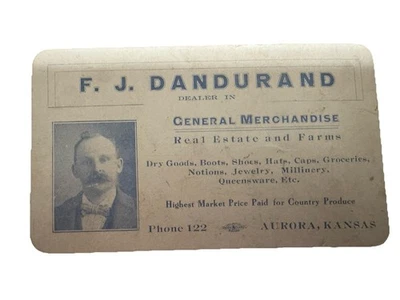 F. J. DANDURAND
DEALER IN
GENERAL MERCHANDISE
Real Estate and Farms
Dry Goods, Boots, Shoes, Hats, Caps, Groceries,
Notions, Jewelry, Millinery,
Queensware, Etc.
Highest Market Price Paid for Country Produce
Phone 122 AURORA, KANSAS